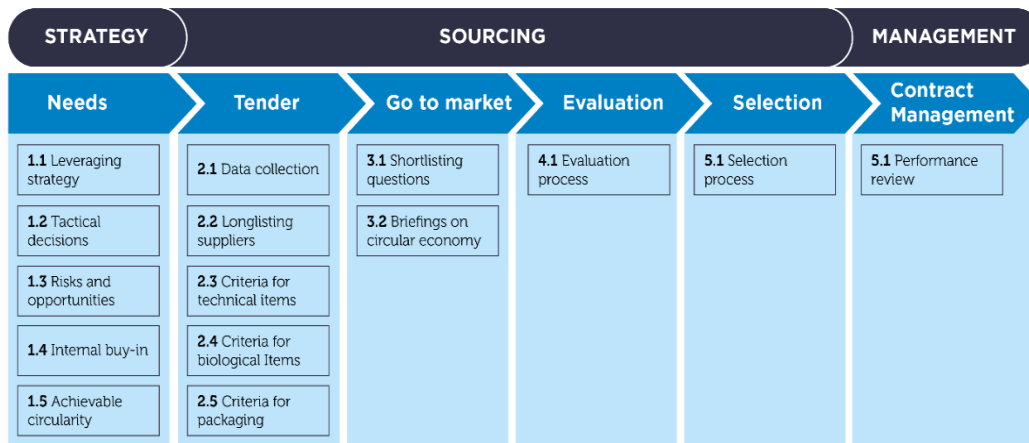 STRATEGY
SOURCING
MANAGEMENT
Needs
Tender
Go to market
Evaluation
Selection
Contract
Management
1.1 Leveraging
strategy
1.2 Tactical
decisions
1.3 Risks and
opportunities
1.4 Internal buy-in
1.5 Achievable
circularity
2.1 Data collection
2.2 Longlisting
suppliers
2.3 Criteria for
technical items
2.4 Criteria for
biological Items
2.5 Criteria for
packaging
3.1 Shortlisting
questions
3.2 Briefings on
circular economy
4.1 Evaluation
process
5.1 Selection
process
5.1 Performance
review